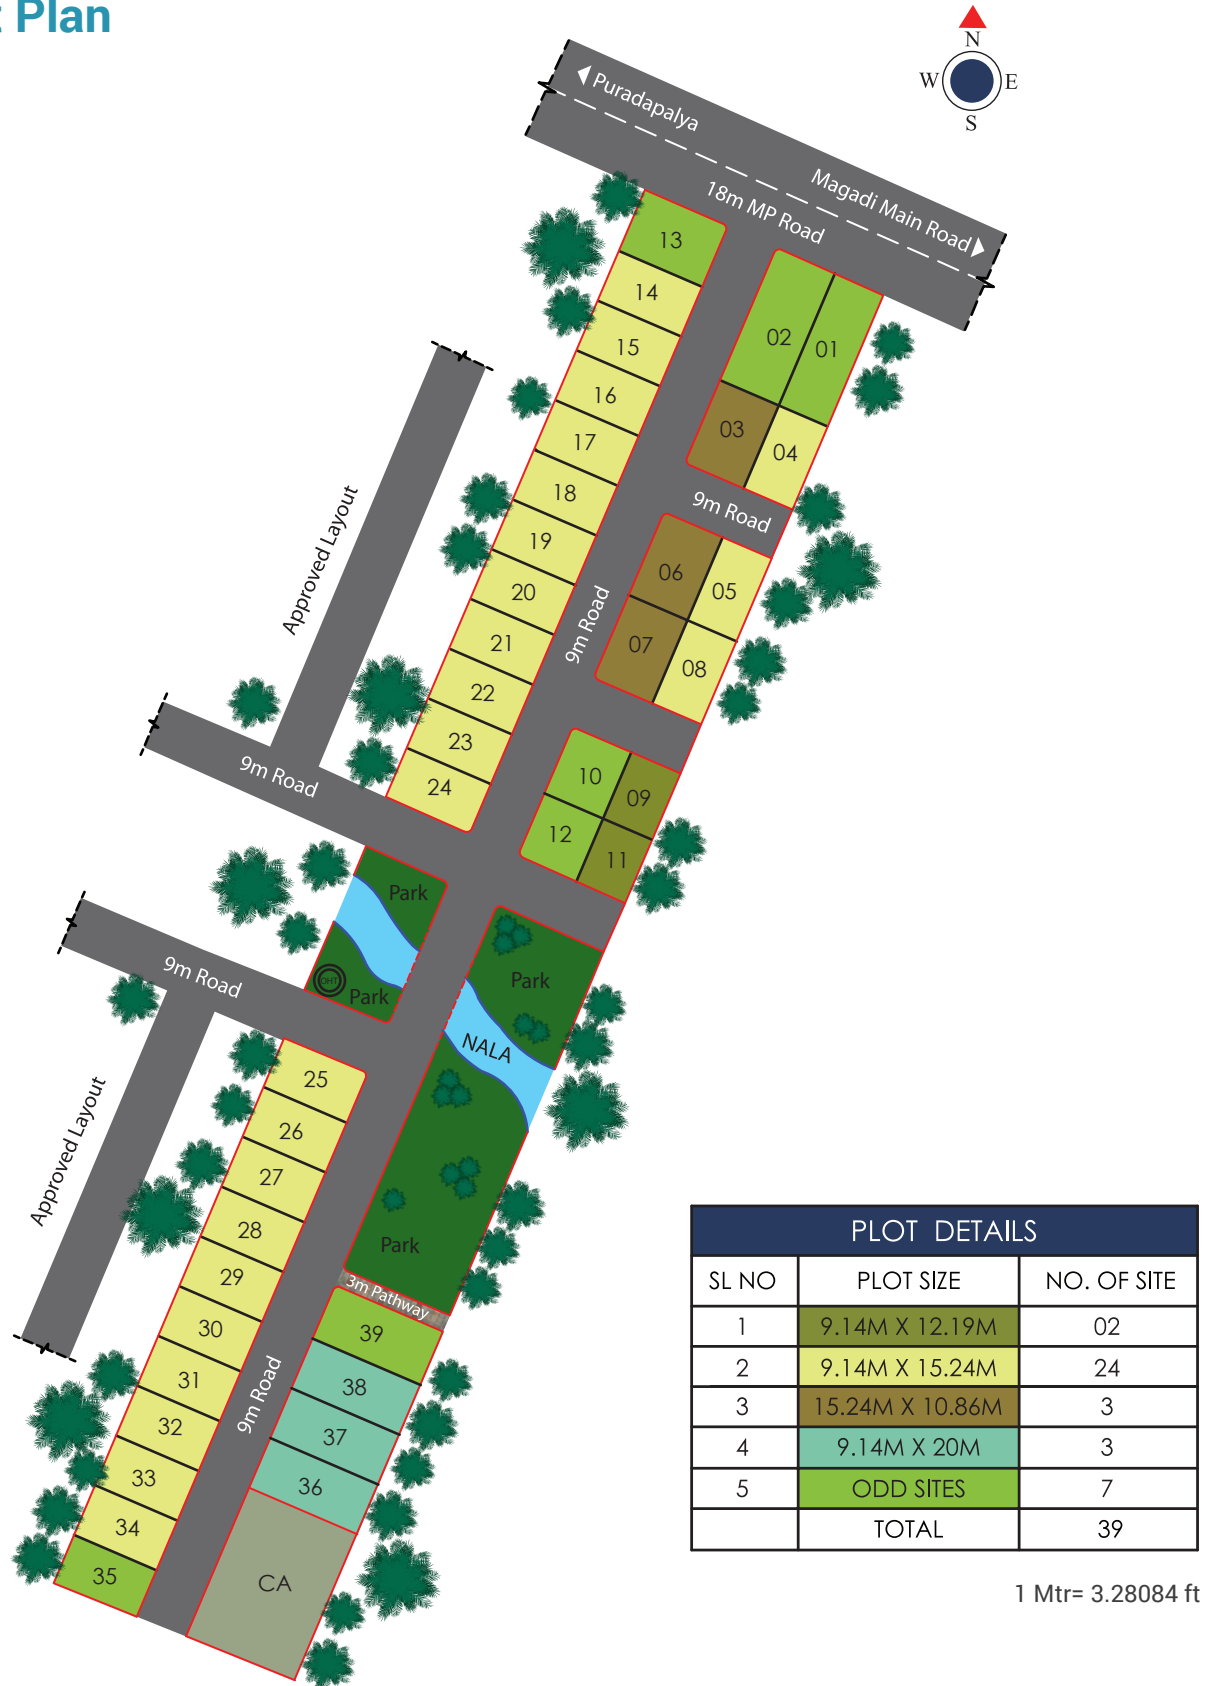 t Plan
N
W E
S
Puradapalya
Magadi Main Road
18m MP Road
13
14
15
16
17
18
19
20
21
22
23
24
02
01
03
04
9m Road
06
05
07
08
9m Road
10
09
12
11
Approved Layout
9m Road
Park
Park
OHT
Park
NALA
Park
9m Road
Approved Layout
25
26
27
28
29
30
31
32
33
34
35
9m Road
3m Pathway
39
38
37
36
CA
PLOT DETAILS
SL NO PLOT SIZE NO. OF SITE
1 9.14M X 12.19M 02
2 9.14M X 15.24M 24
3 15.24M X 10.86M 3
4 9.14M X 20M 3
5 ODD SITES 7
TOTAL 39
1 Mtr= 3.28084 ft